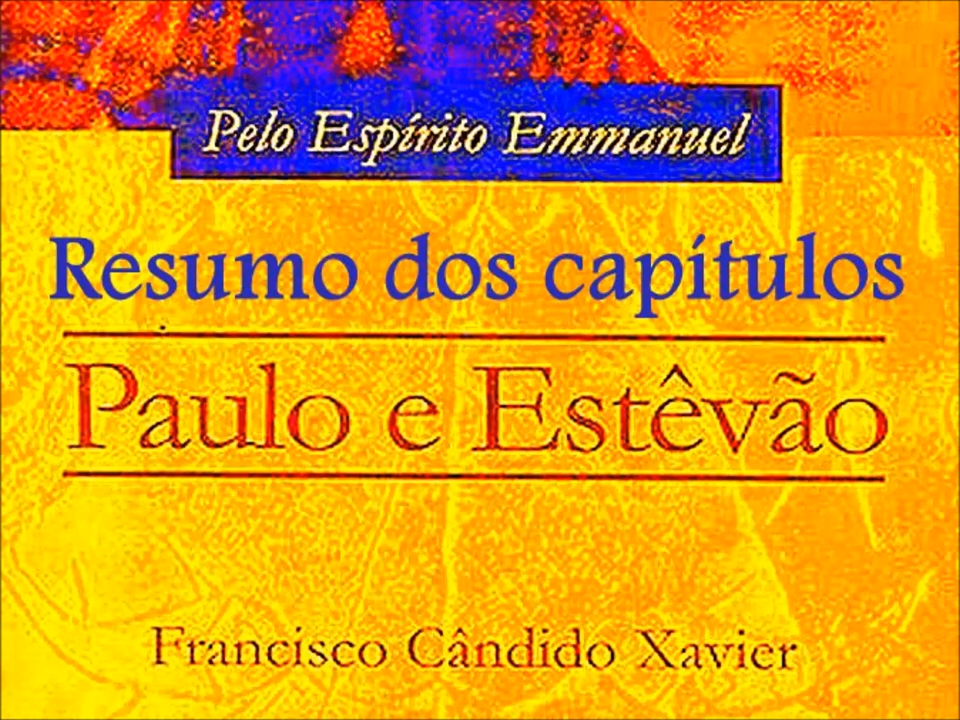 Pelo Espírito Emmanuel
Resumo dos capítulos
Paulo e Estêvão
Francisco Cândido Xavier